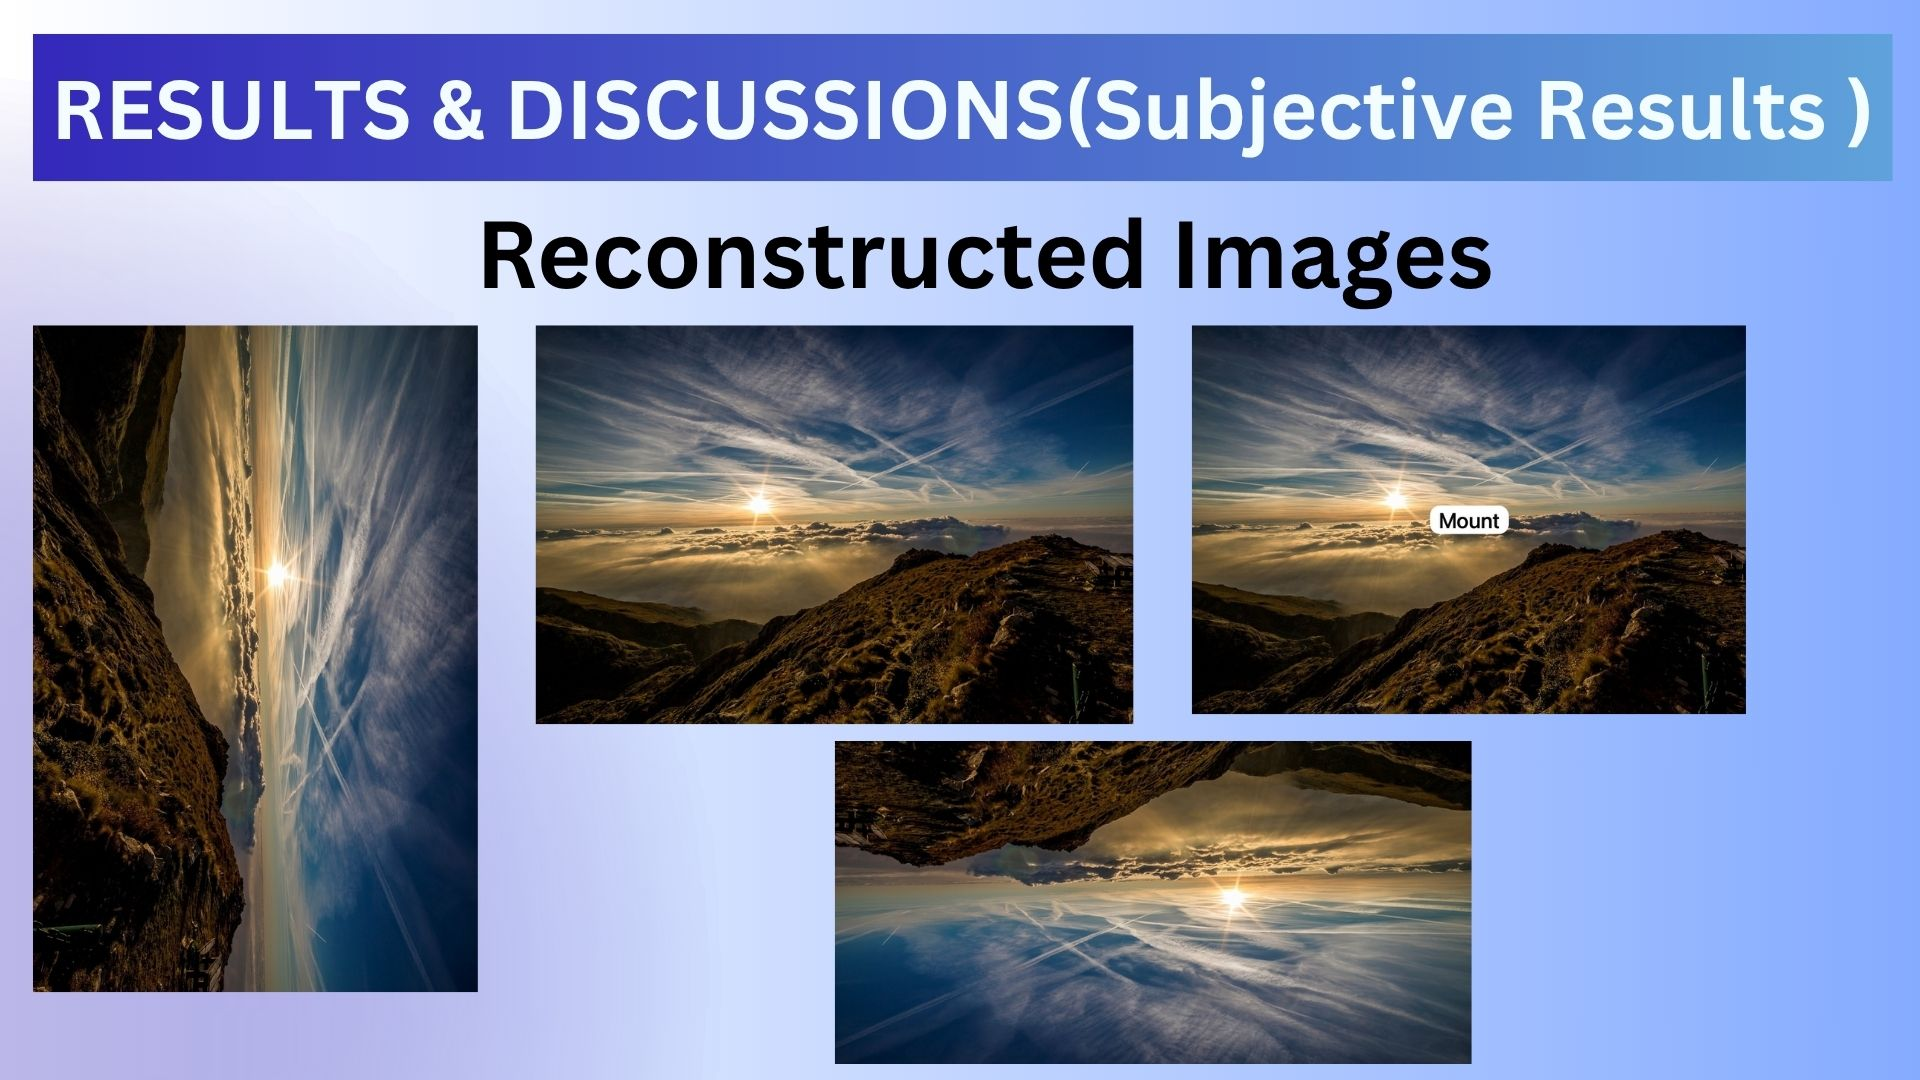 RESULTS & DISCUSSIONS(Subjective Results )
Reconstructed Images
Mount